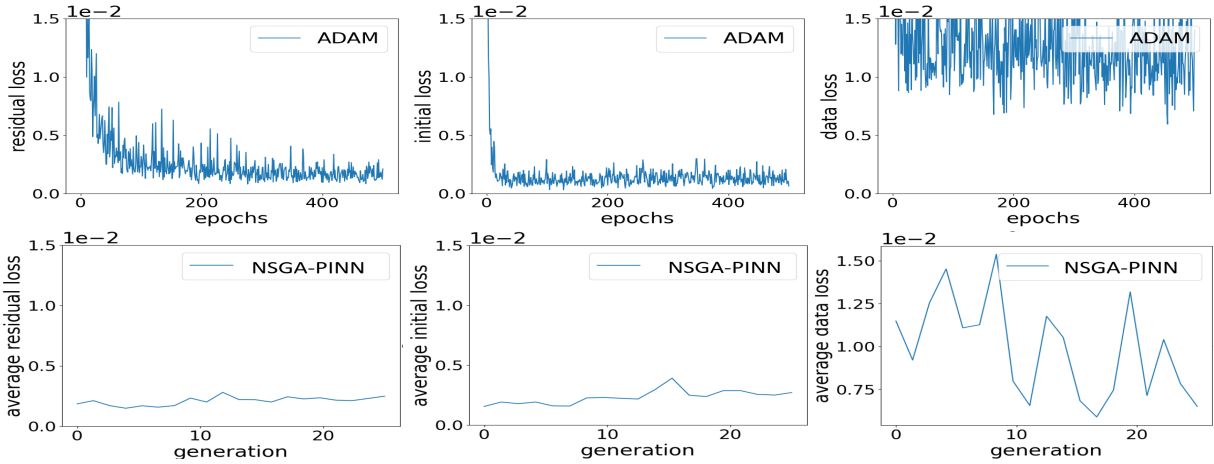 1e−2
1.5
1.0
0.5
0.0
residual loss
ADAM
0
200
400
epochs
1e−2
1.5
1.0
0.5
0.0
initial loss
ADAM
0
200
400
epochs
1e−2
1.5
1.0
0.5
0.0
data loss
ADAM
0
200
400
epochs
1e−2
1.5
1.0
0.5
0.0
average residual loss
NSGA-PINN
0
10
20
generation
1e−2
1.5
1.0
0.5
0.0
average initial loss
NSGA-PINN
0
10
20
generation
1e−2
1.50
1.25
1.00
0.75
average data loss
NSGA-PINN
0
10
20
generation